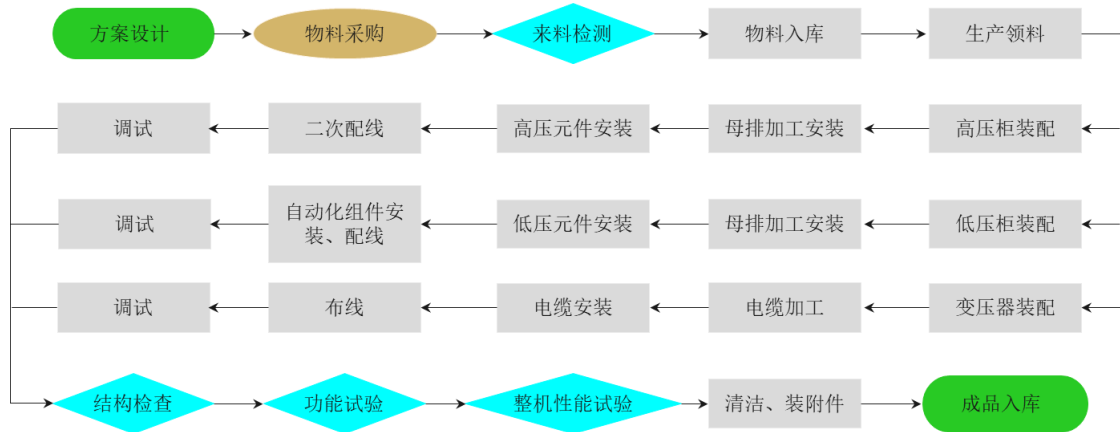 方案设计
物料采购
来料检测
物料入库
生产领料
调试
二次配线
高压元件安装
母排加工安装
高压柜装配
调试
自动化组件安
装、配线
低压元件安装
母排加工安装
低压柜装配
调试
布线
电缆安装
电缆加工
变压器装配
结构检查
功能试验
整机性能试验
清洁、装附件
成品入库